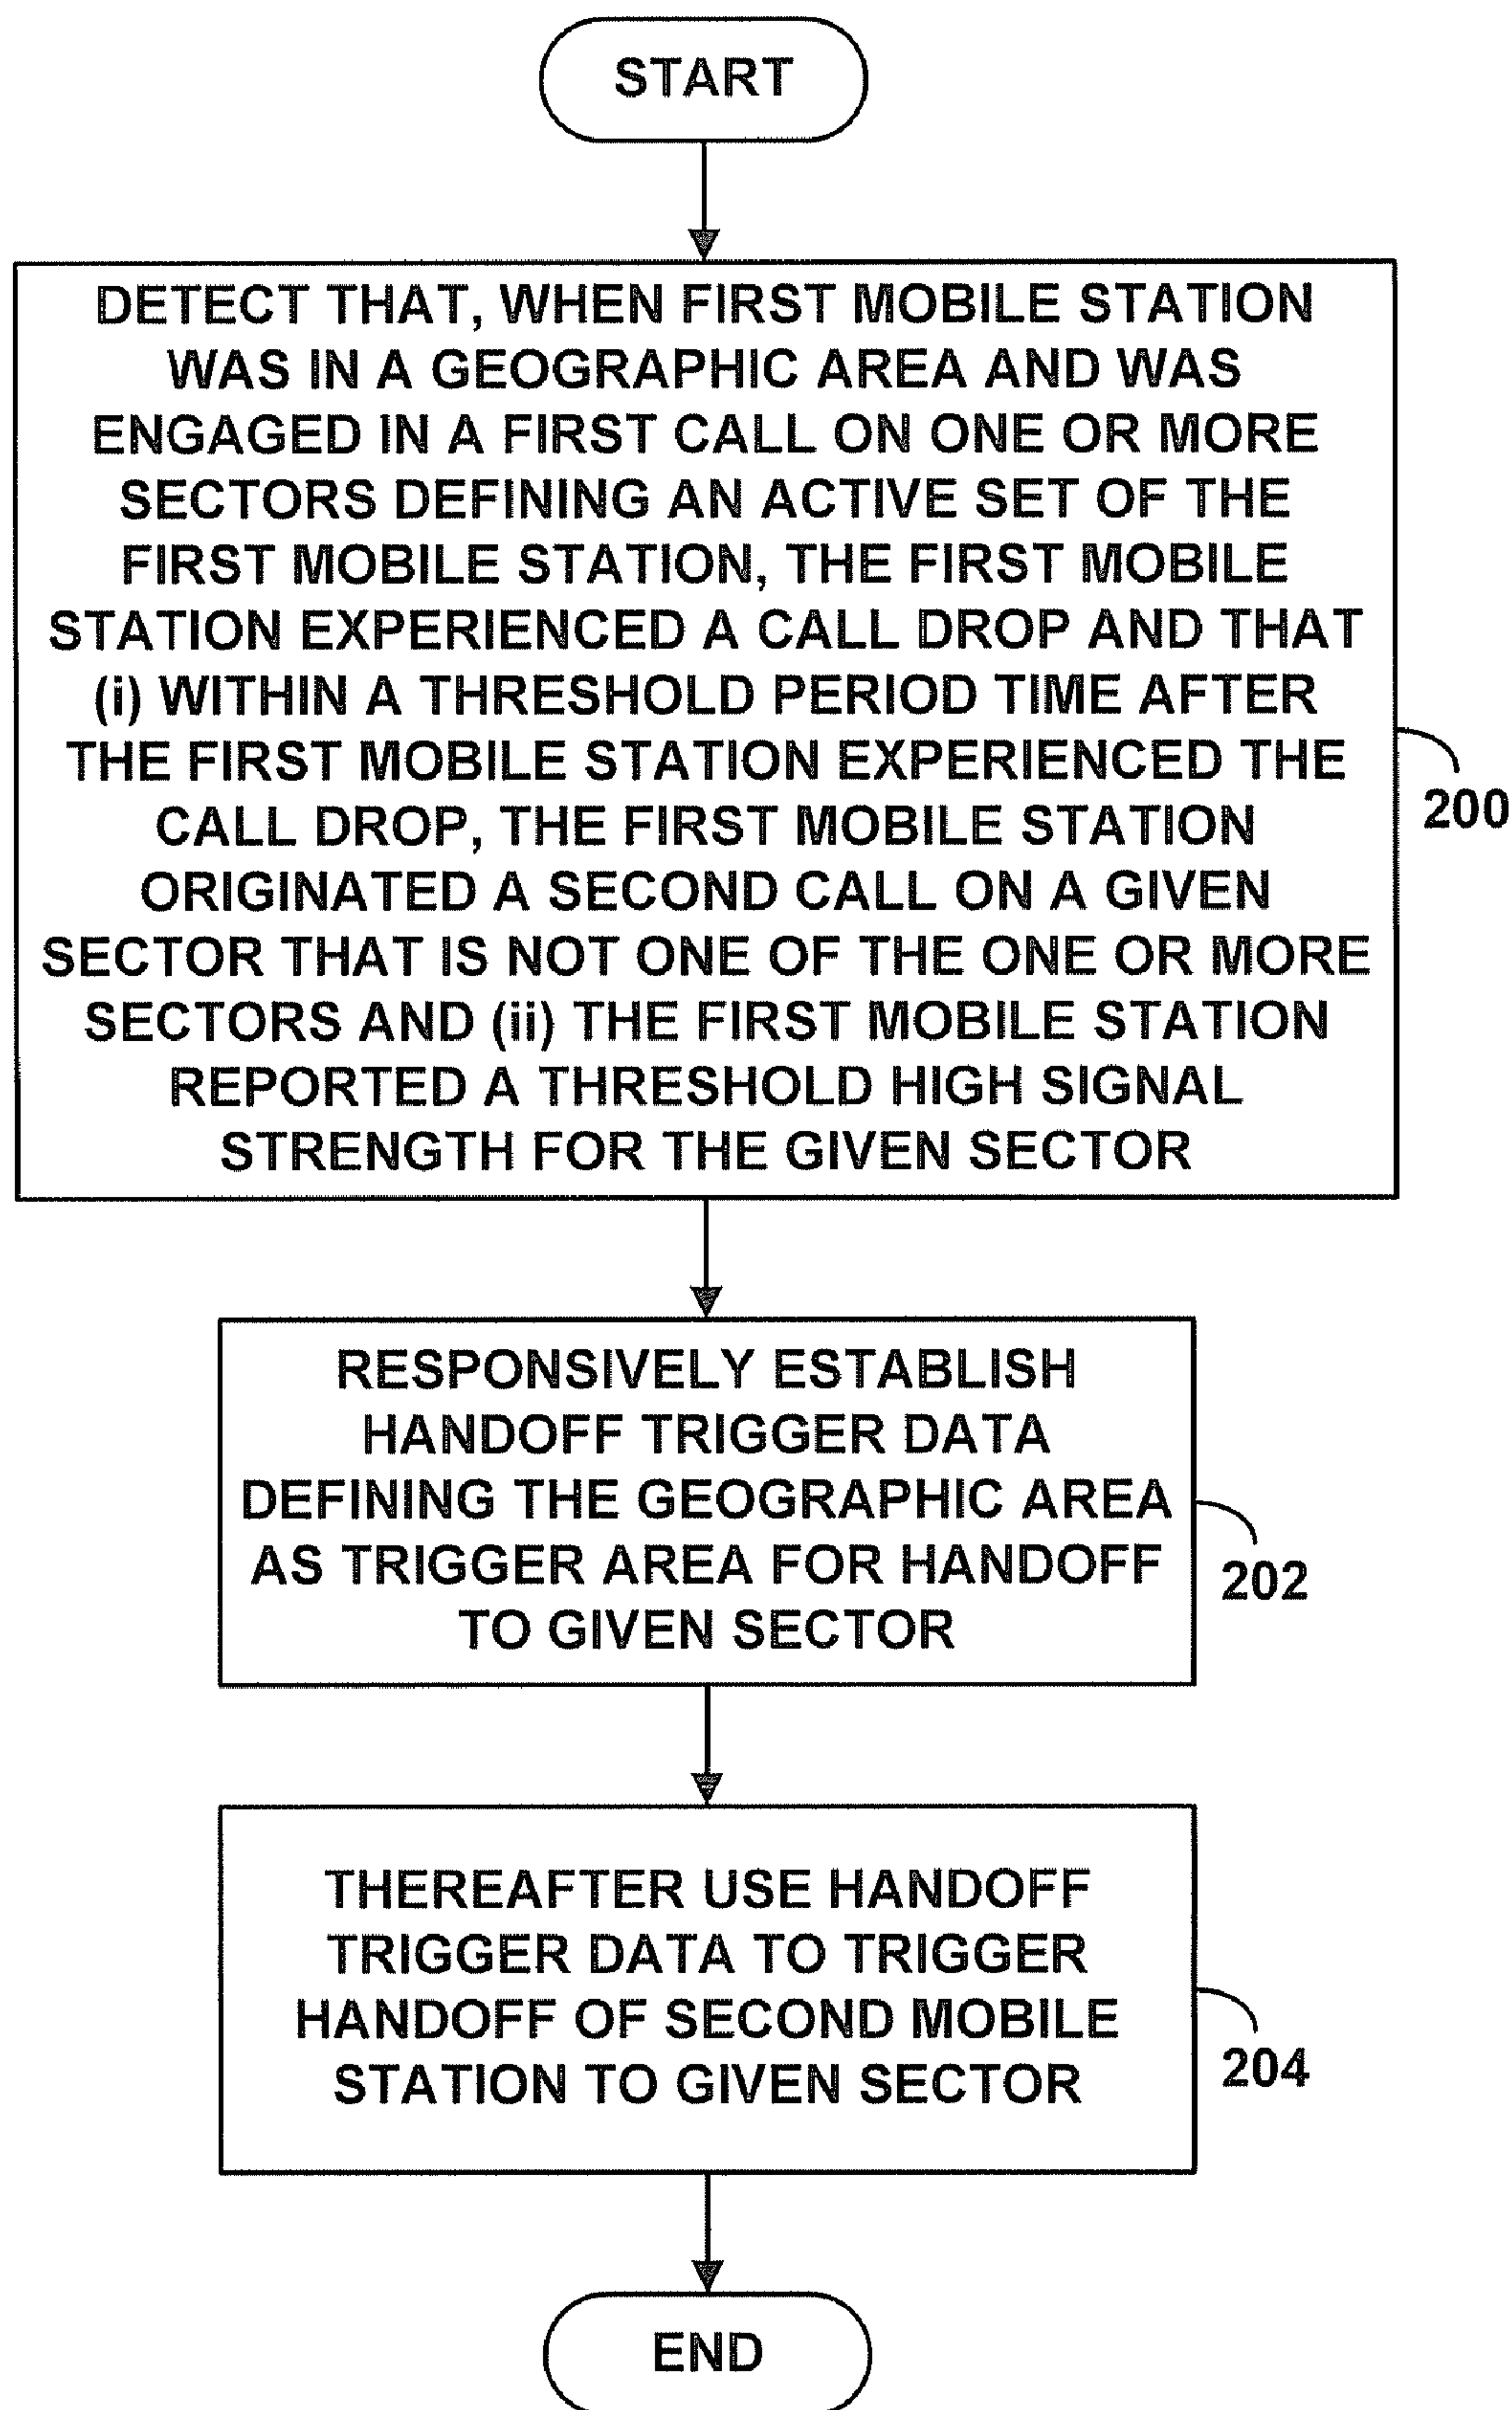 START
DETECT THAT, WHEN FIRST MOBILE STATION
WAS IN A GEOGRAPHIC AREA AND WAS
ENGAGED IN A FIRST CALL ON ONE OR MORE
SECTORS DEFINING AN ACTIVE SET OF THE
FIRST MOBILE STATION, THE FIRST MOBILE
STATION EXPERIENCED A CALL DROP AND THAT
(i) WITHIN A THRESHOLD PERIOD TIME AFTER
THE FIRST MOBILE STATION EXPERIENCED THE
CALL DROP, THE FIRST MOBILE STATION
ORIGINATED A SECOND CALL ON A GIVEN
SECTOR THAT IS NOT ONE OF THE ONE OR MORE
SECTORS AND (ii) THE FIRST MOBILE STATION
REPORTED A THRESHOLD HIGH SIGNAL
STRENGTH FOR THE GIVEN SECTOR
200
RESPONSIVELY ESTABLISH
HANDOFF TRIGGER DATA
DEFINING THE GEOGRAPHIC AREA
AS TRIGGER AREA FOR HANDOFF
TO GIVEN SECTOR
202
THEREAFTER USE HANDOFF
TRIGGER DATA TO TRIGGER
HANDOFF OF SECOND MOBILE
STATION TO GIVEN SECTOR
204
END